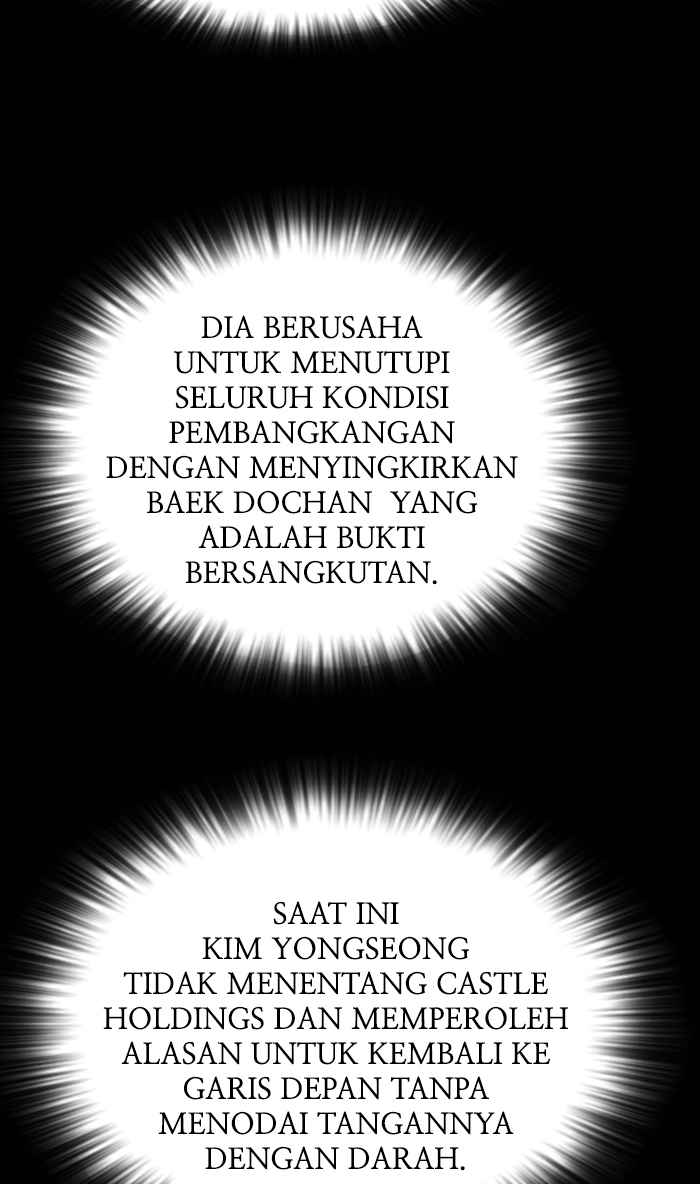 DIA BERUSAHA
UNTUK MENUTUPI
SELURUH KONDISI
PEMBANGKANGAN
DENGAN MENYINGKIRKAN
BAEK DOCHAN  YANG
ADALAH BUKTI
BERSANGKUTAN.
SAAT INI
KIM YONGSEONG
TIDAK MENENTANG CASTLE
HOLDINGS DAN MEMPEROLEH
ALASAN UNTUK KEMBALI KE
GARIS DEPAN TANPA
MENODAI TANGANNYA
DENGAN DARAH.